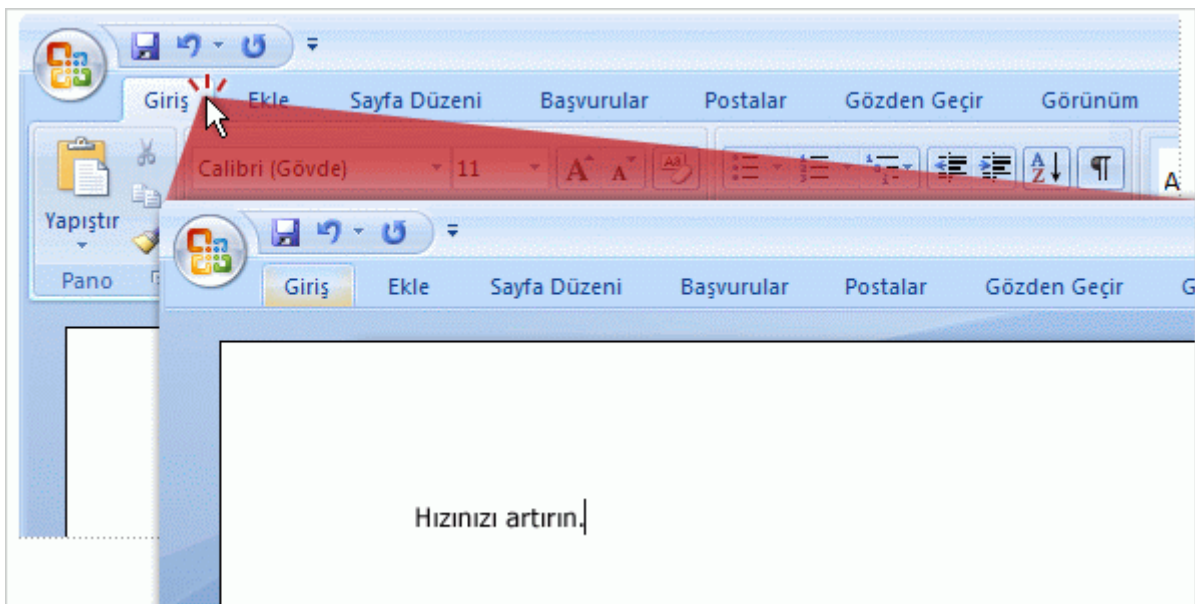 Giriş Ekle Sayfa Düzeni Başvurular Postalar Gözden Geçir Görünüm
Calibri (Gövde) 11
Yapıştır
Pano
Giriş Ekle Sayfa Düzeni Başvurular Postalar Gözden Geçir G
Hızınızı artırın.